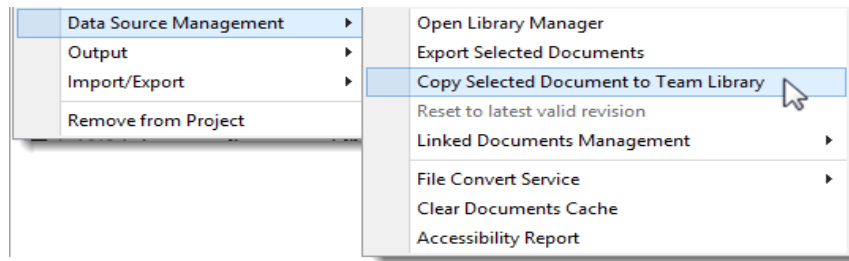 Data Source Management
Output
Import/Export
Remove from Project
Open Library Manager
Export Selected Documents
Copy Selected Document to Team Library
Reset to latest valid revision
Linked Documents Management
File Convert Service
Clear Documents Cache
Accessibility Report